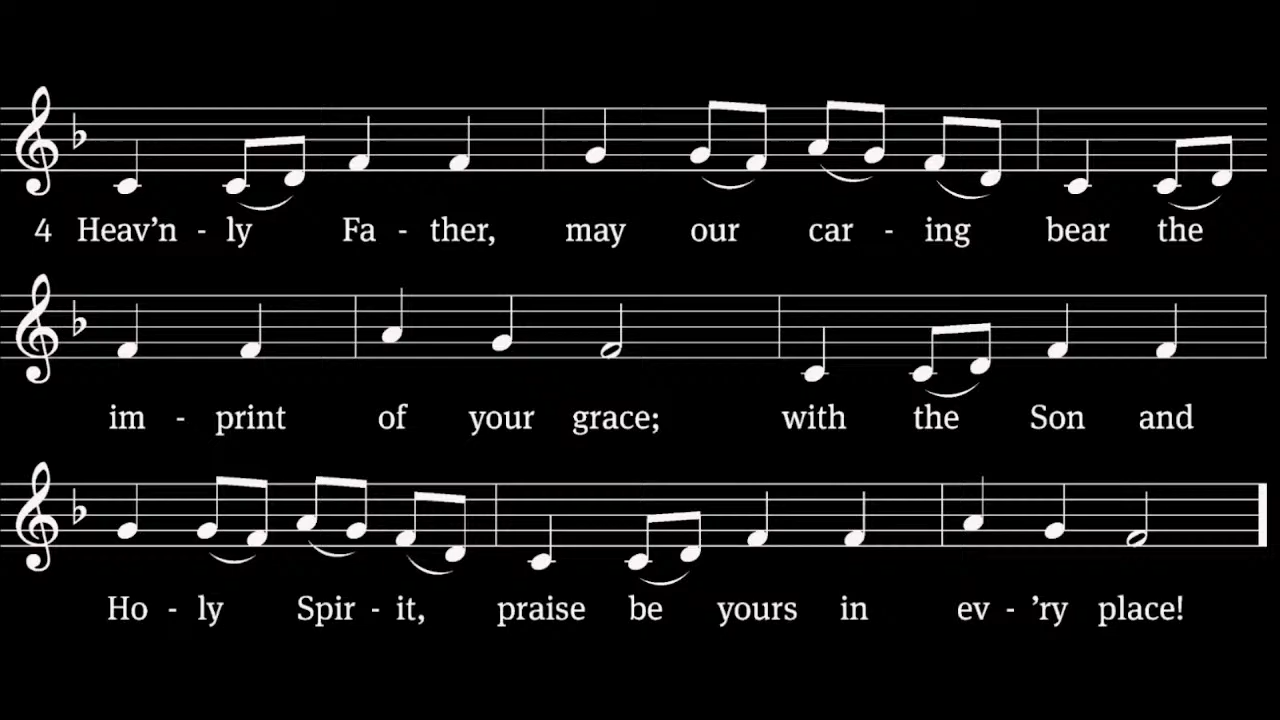 4 Heav’n - ly Fa - ther, may our car - ing bear the
im - print of your grace; with the Son and
Ho - ly Spir - it, praise be yours in ev - ’ry place!